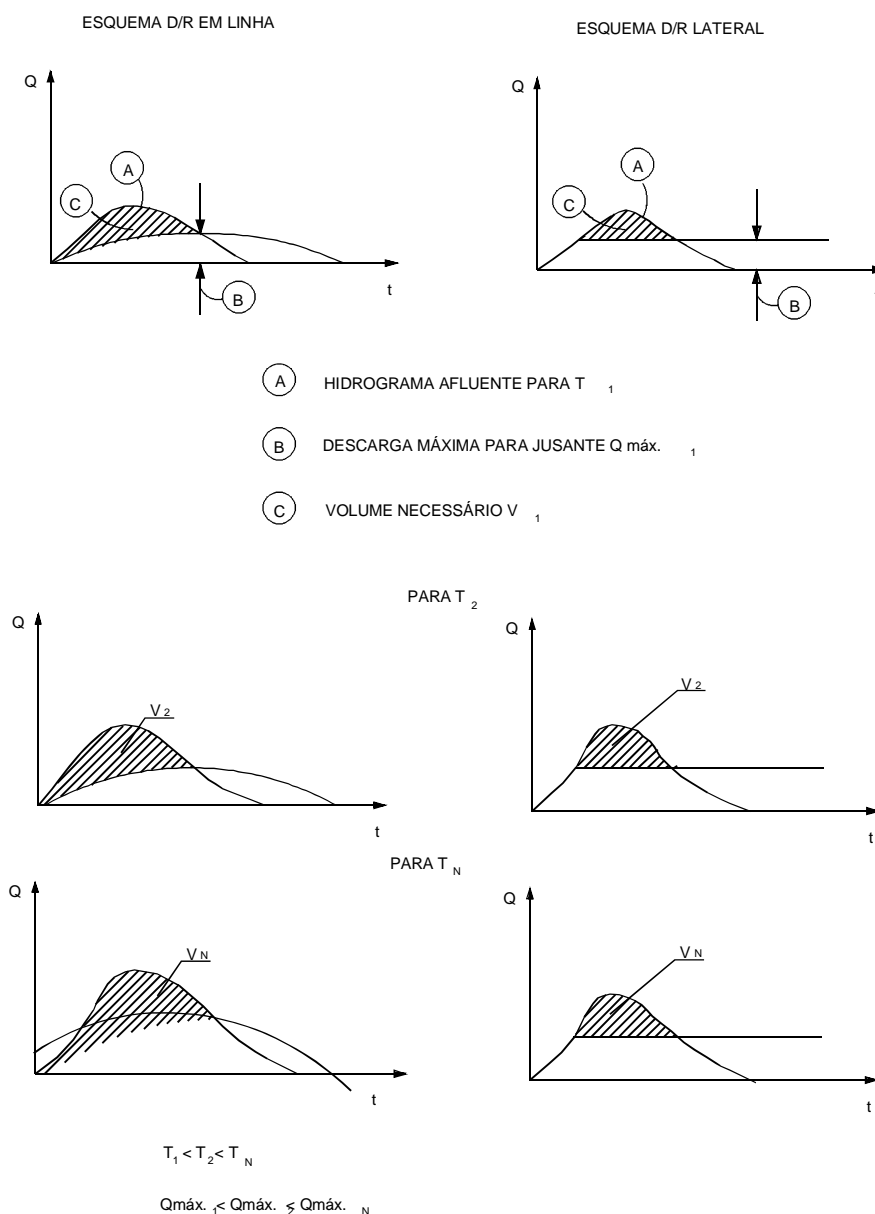 ESQUEMA D/R EM LINHA
ESQUEMA D/R LATERAL
Q
A
C
B
t
Q
A
C
B
A HIDROGRAMA AFLUENTE PARA T 1
B DESCARGA MÁXIMA PARA JUSANTE Q máx. 1
C VOLUME NECESSÁRIO V 1
PARA T 2
Q
V 2
t
Q
V 2
t
PARA T N
Q
V N
t
Q
V N
t
T1 < T2 < T N
Qmáx. 1 < Qmáx. 2 < Qmáx. N